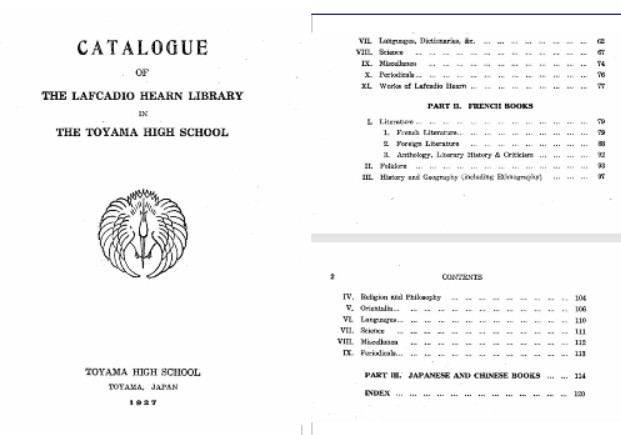 CATALOGUE
OF
THE LAFCADIO HEARN LIBRARY
IN
THE TOYAMA HIGH SCHOOL
TOYAMA HIGH SCHOOL
TOYAMA, JAPAN
1927
VII. Languages, Dictionaries, &c. ... 62
VIII. Science ... 67
IX. Miscellanea ... 74
X. Periodicals ... 76
XI. Works of Lafcadio Hearn ... 77
PART II. FRENCH BOOKS
I. Literature ... 79
1. French Literature ... 79
2. Foreign Literature ... 88
3. Anthology, Literary History & Criticism ... 92
II. Folklore ... 93
III. History and Geography (including Ethnography) ... 97
2 CONTENTS
IV. Religion and Philosophy ... 104
V. Orientalia ... 106
VI. Languages ... 110
VII. Science ... 111
VIII. Miscellanea ... 112
IX. Periodicals ... 113
PART III. JAPANESE AND CHINESE BOOKS ... 114
INDEX ... 120